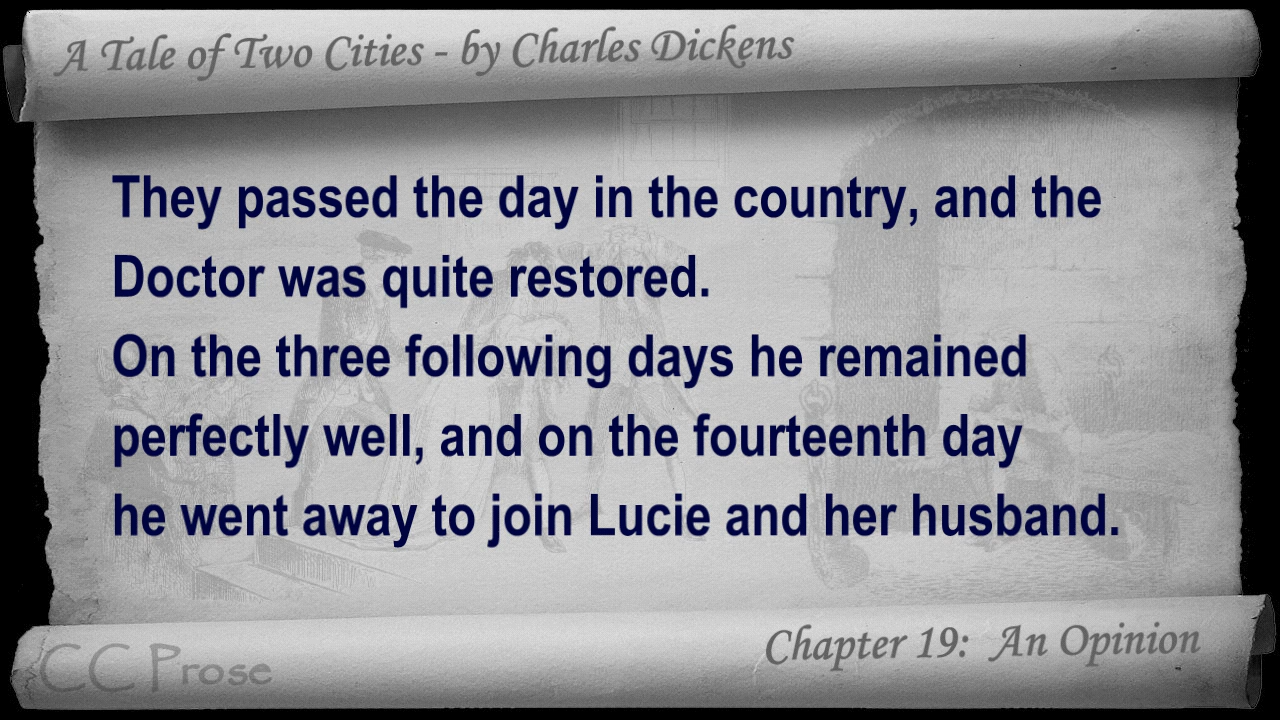 A Tale of Two Cities - by Charles Dickens
They passed the day in the country, and the
Doctor was quite restored.
On the three following days he remained
perfectly well, and on the fourteenth day
he went away to join Lucie and her husband.
Chapter 19: An Opinion
CC Prose